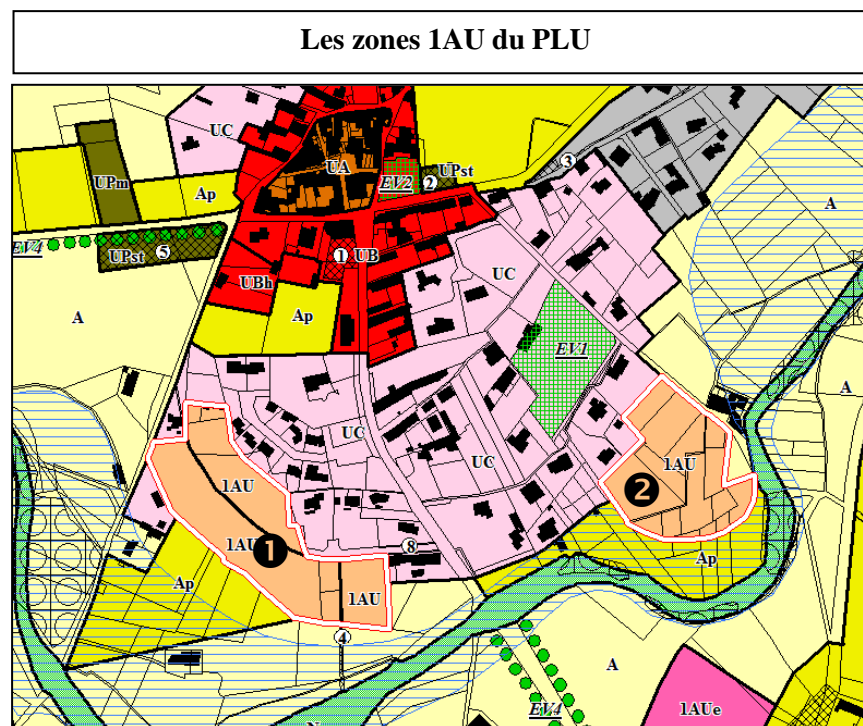 Les zones 1AU du PLU
UC
UPm
UA
EV2
2
UPst
3
Ap
A
EV4
UPst
5
1
UB
UC
UBh
Ap
A
EV1
A
UC
UC
1AU
1AU
2
1AU
1
8
Ap
Ap
1AU
4
A
EV4
1AUe